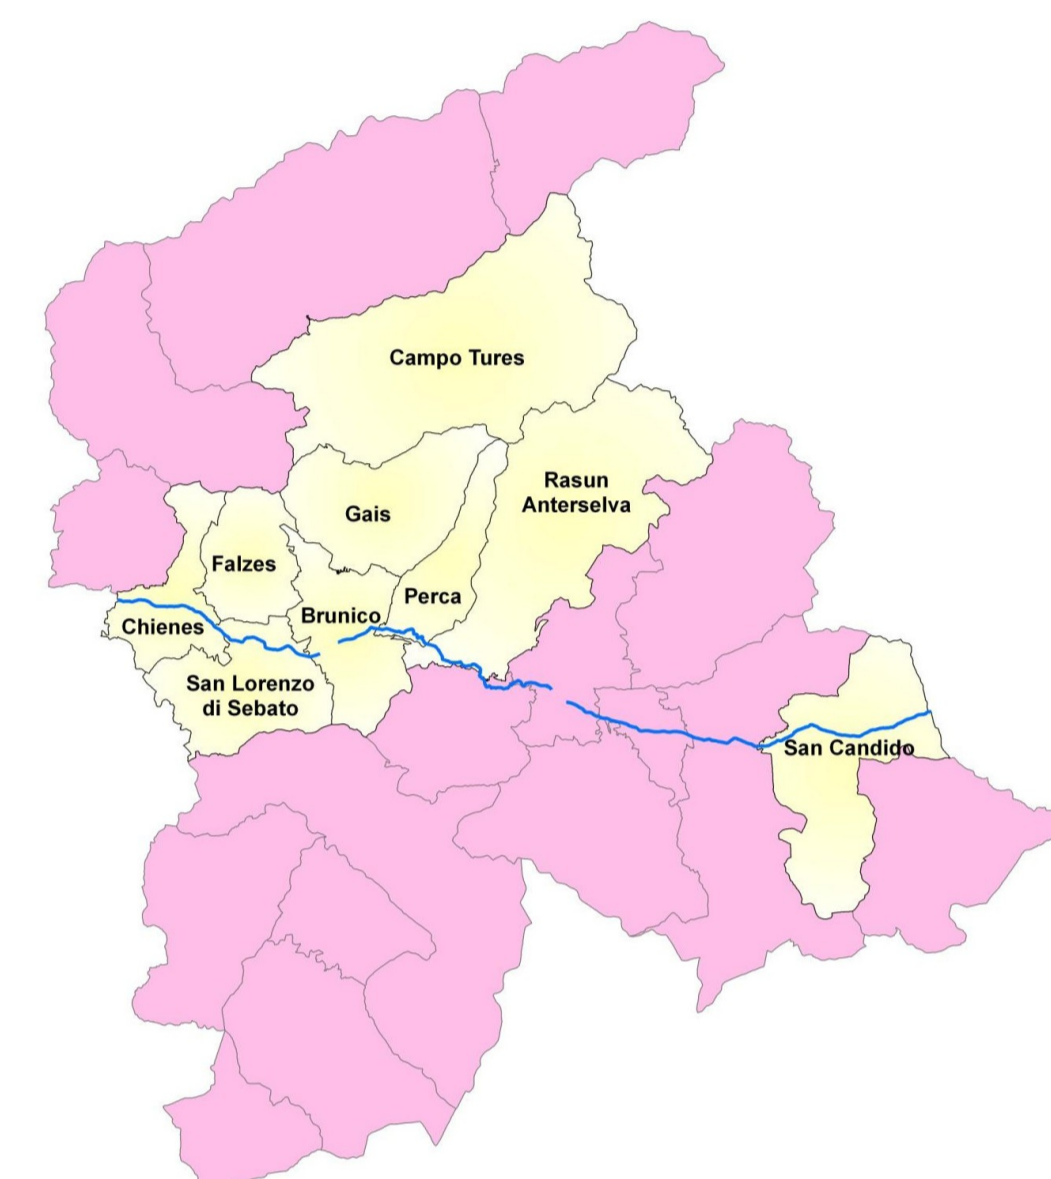 Campo Tures
Rasun
Anterselva
Gais
Falzes
Perca
Brunico
Chienes
San Lorenzo
di Sebato
San Candido